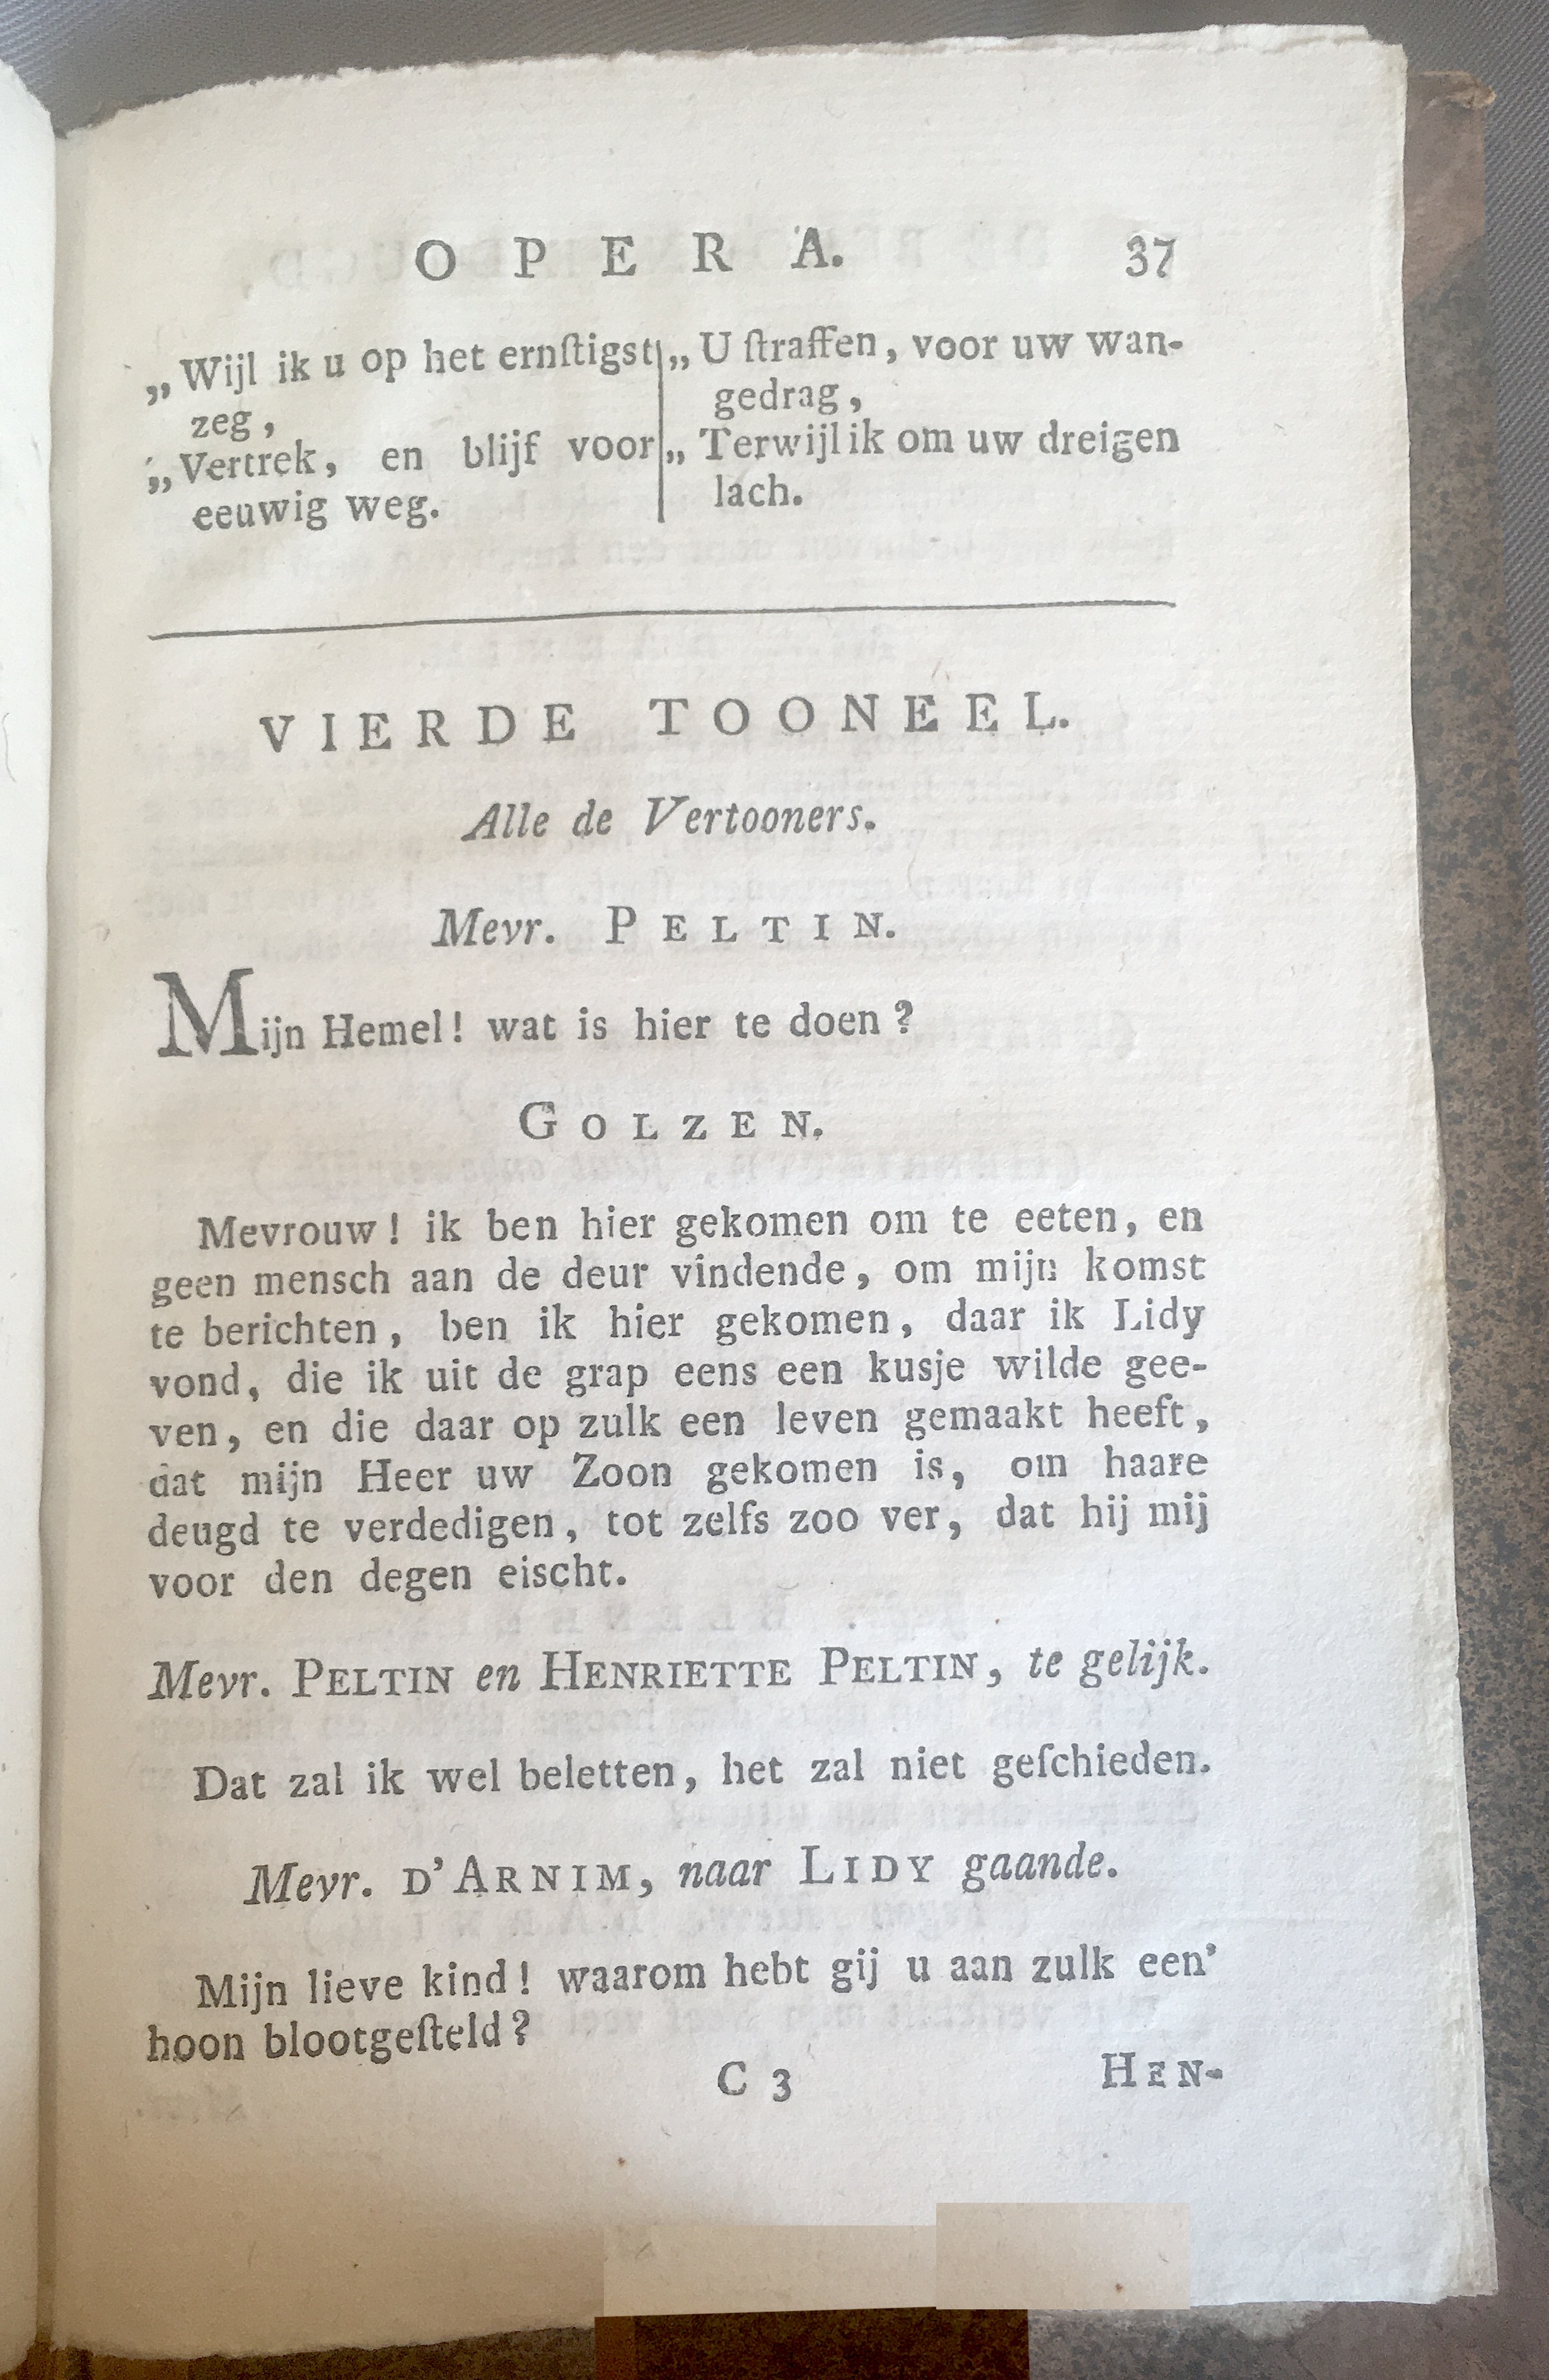 OPERA. 37
„Wijl ik u op het ernſtigst
zeg,
„Vertrek, en blijf voor
eeuwig weg.
„U ſtraffen, voor uw wan-
gedrag,
„Terwijl ik om uw dreigen
lach.
VIERDE TOONEEL.
Alle de Vertooners.
Mevr. PELTIN.
Mijn Hemel! wat is hier te doen?
GOLZEN.
Mevrouw! ik ben hier gekomen om te eeten, en
geen mensch aan de deur vindende, om mijn komst
te berichten, ben ik hier gekomen, daar ik Lidy
vond, die ik uit de grap eens een kusje wilde gee-
ven, en die daar op zulk een leven gemaakt heeft,
dat mijn Heer uw Zoon gekomen is, om haare
deugd te verdedigen, tot zelfs zoo ver, dat hij mij
voor den degen eischt.
Mevr. PELTIN en HENRIETTE PELTIN, te gelijk.
Dat zal ik wel beletten, het zal niet geſchieden.
Mevr. D'ARNIM, naar LIDY gaande.
Mijn lieve kind! waarom hebt gij u aan zulk een'
hoon blootgeſteld?
C 3 HEN-